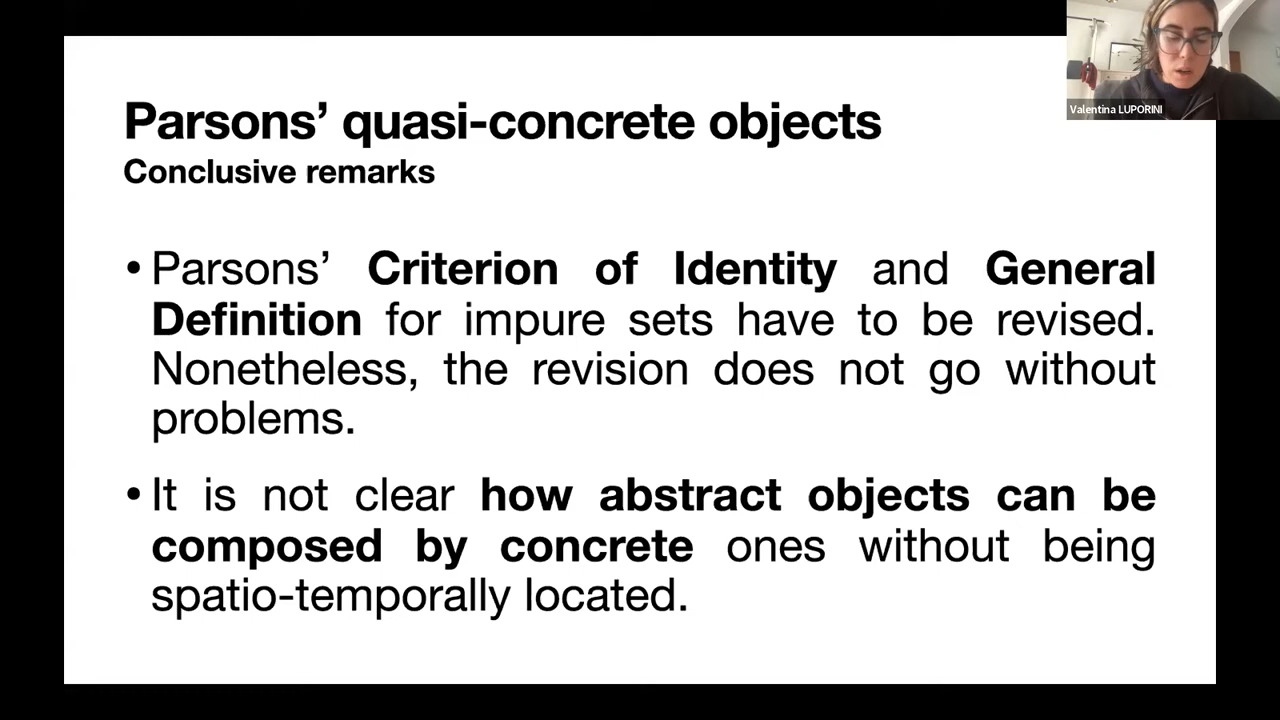 Valentina LUPORINI
Parsons’ quasi-concrete objects
Conclusive remarks
• Parsons’ Criterion of Identity and General
Definition for impure sets have to be revised.
Nonetheless, the revision does not go without
problems.
• It is not clear how abstract objects can be
composed by concrete ones without being
spatio-temporally located.